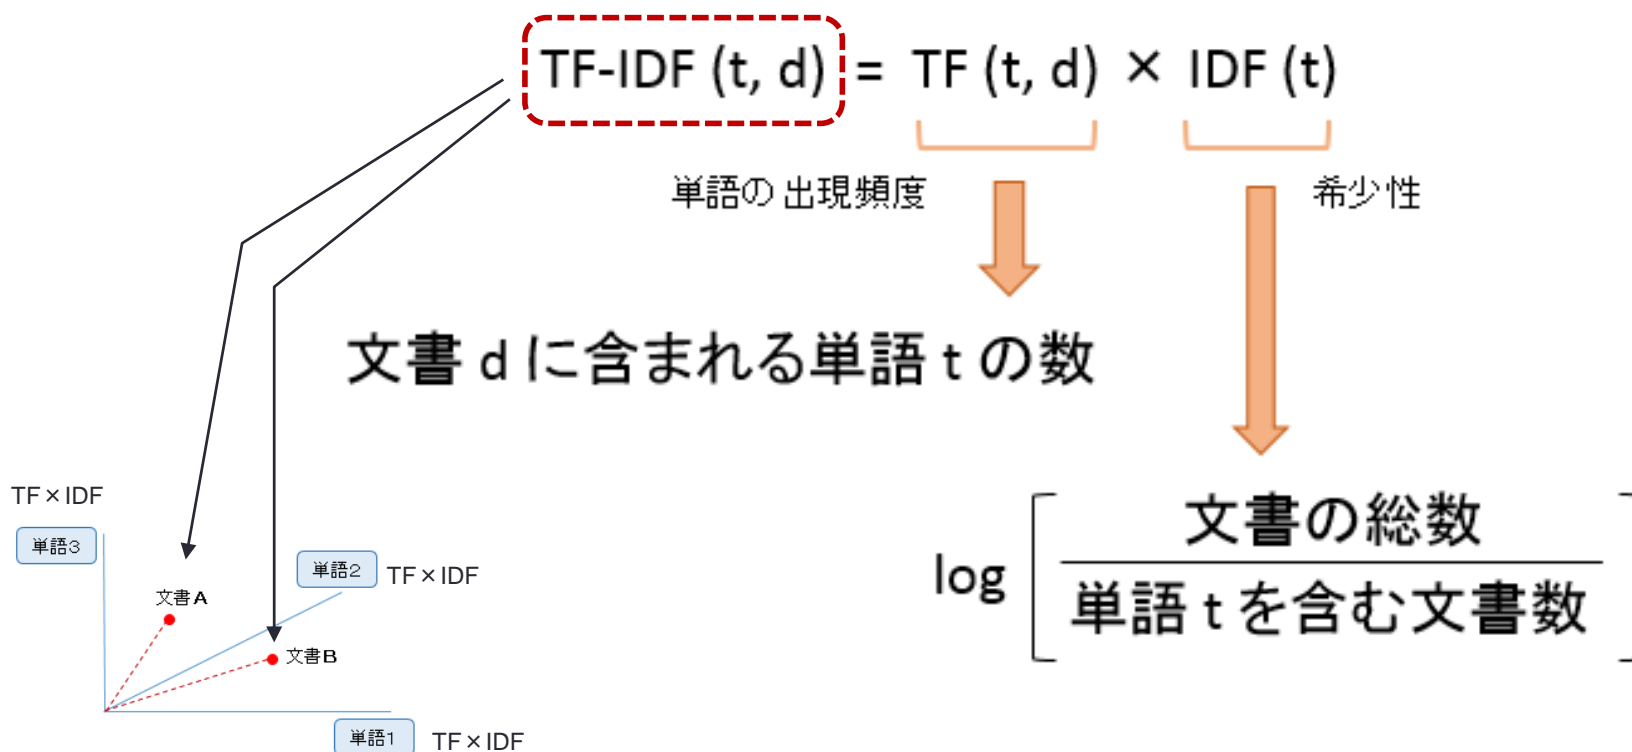 TF-IDF (t, d) = TF (t, d) × IDF (t)
単語の出現頻度
希少性
文書 d に含まれる単語 t の数
log
文書の総数
単語 t を含む文書数
TF×IDF
単語3
単語2
TF×IDF
文書A
文書B
単語1
TF×IDF